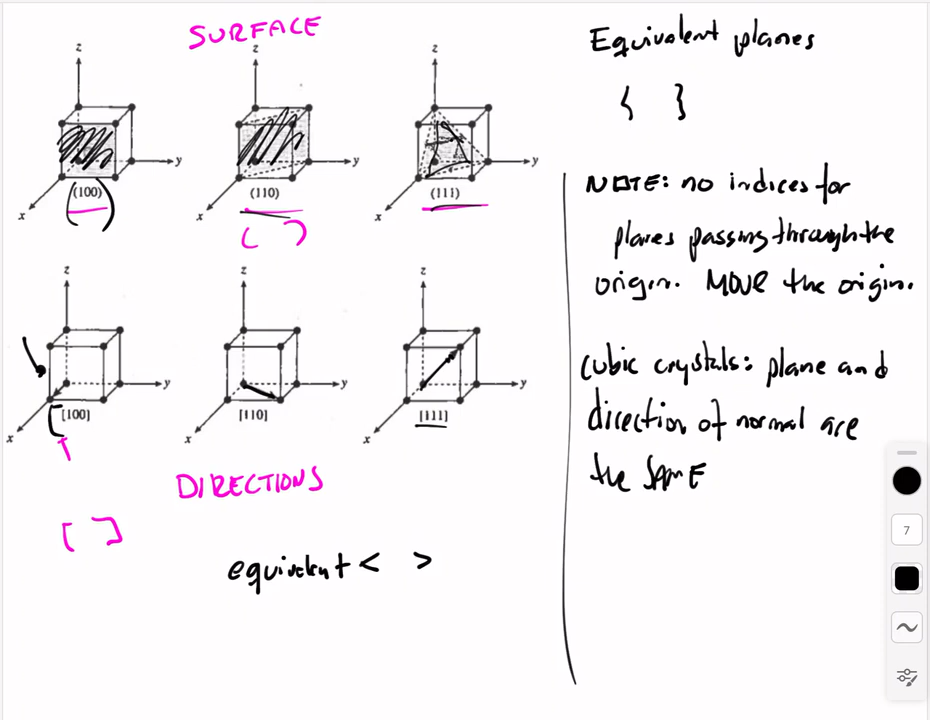 SURFACE
z z z
y y y
x x x
(100) (110) (111)
( )
z z z
y y y
x x x
[100] [110] [111]
DIRECTIONS
[ ]
equivalent < >
Equivalent planes
{ }
NOTE: no indices for
planes passing through the
origin. MOVE the origin.
Cubic crystals: plane and
direction of normal are
the SAME
7